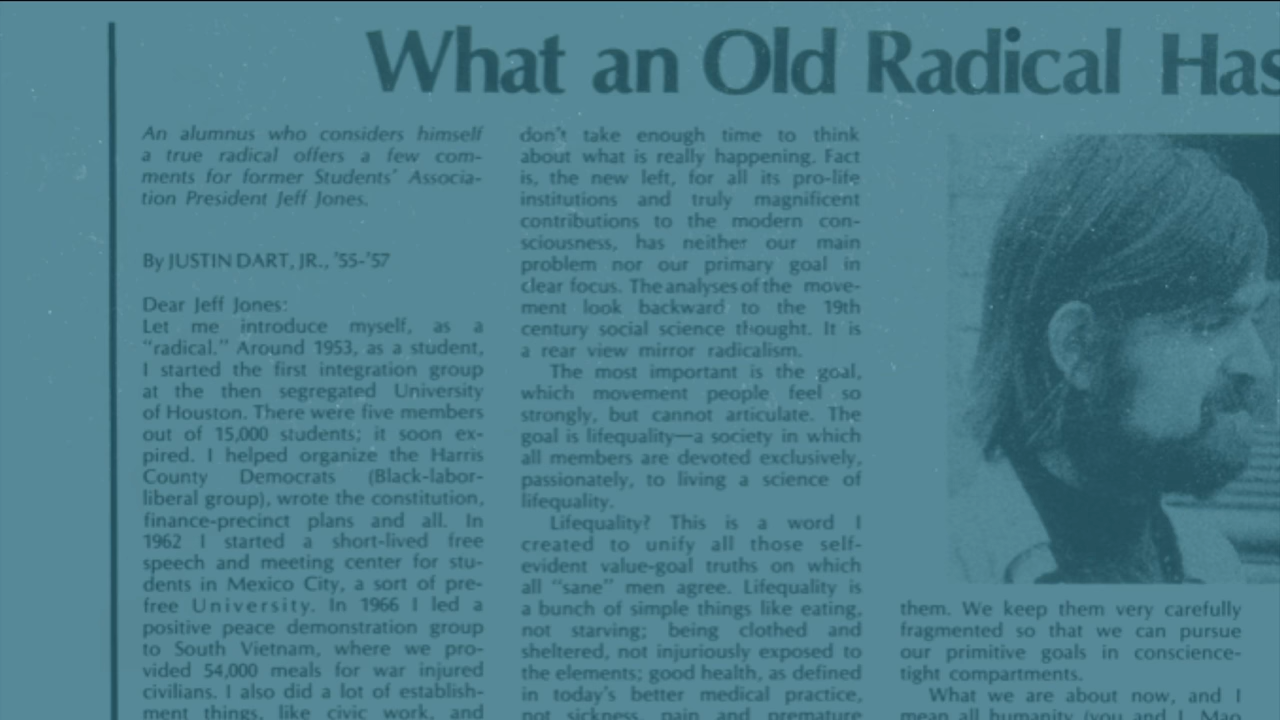 What an Old Radical Has
An alumnus who considers himself
a true radical offers a few com-
ments for former Students' Associa-
tion President Jeff Jones.
By JUSTIN DART, JR., '55-'57
Dear Jeff Jones:
Let me introduce myself, as a
"radical." Around 1953, as a student,
I started the first integration group
at the then segregated University
of Houston. There were five members
out of 15,000 students; it soon ex-
pired. I helped organize the Harris
County Democrats (Black-labor-
liberal group), wrote the constitution,
finance-precinct plans and all. In
1962 I started a short-lived free
speech and meeting center for stu-
dents in Mexico City, a sort of pre-
free University. In 1966 I led a
positive peace demonstration group
to South Vietnam, where we pro-
vided 54,000 meals for war injured
civilians. I also did a lot of establish-
ment things, like civic work, and
don't take enough time to think
about what is really happening. Fact
is, the new left, for all its pro-life
institutions and truly magnificent
contributions to the modern con-
sciousness, has neither our main
problem nor our primary goal in
clear focus. The analyses of the move-
ment look backward to the 19th
century social science thought. It is
a rear view mirror radicalism.
The most important is the goal,
which movement people feel so
strongly, but cannot articulate. The
goal is lifequality—a society in which
all members are devoted exclusively,
passionately, to living a science of
lifequality.
Lifequality? This is a word I
created to unify all those self-
evident value-goal truths on which
all "sane" men agree. Lifequality is
a bunch of simple things like eating,
not starving; being clothed and
sheltered, not injuriously exposed to
the elements; good health, as defined
in today's better medical practice,
not sickness, pain and premature
them. We keep them very carefully
fragmented so that we can pursue
our primitive goals in conscience-
tight compartments.
What we are about now, and I
mean all humanity (you and I, Mao